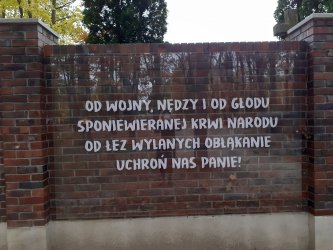 OD WOJNY, NĘDZY I OD GŁODU
SPONIEWIERANEJ KRWI NARODU
OD ŁEZ WYLANYCH OBŁĄKANIE
UCHROŃ NAS PANIE!